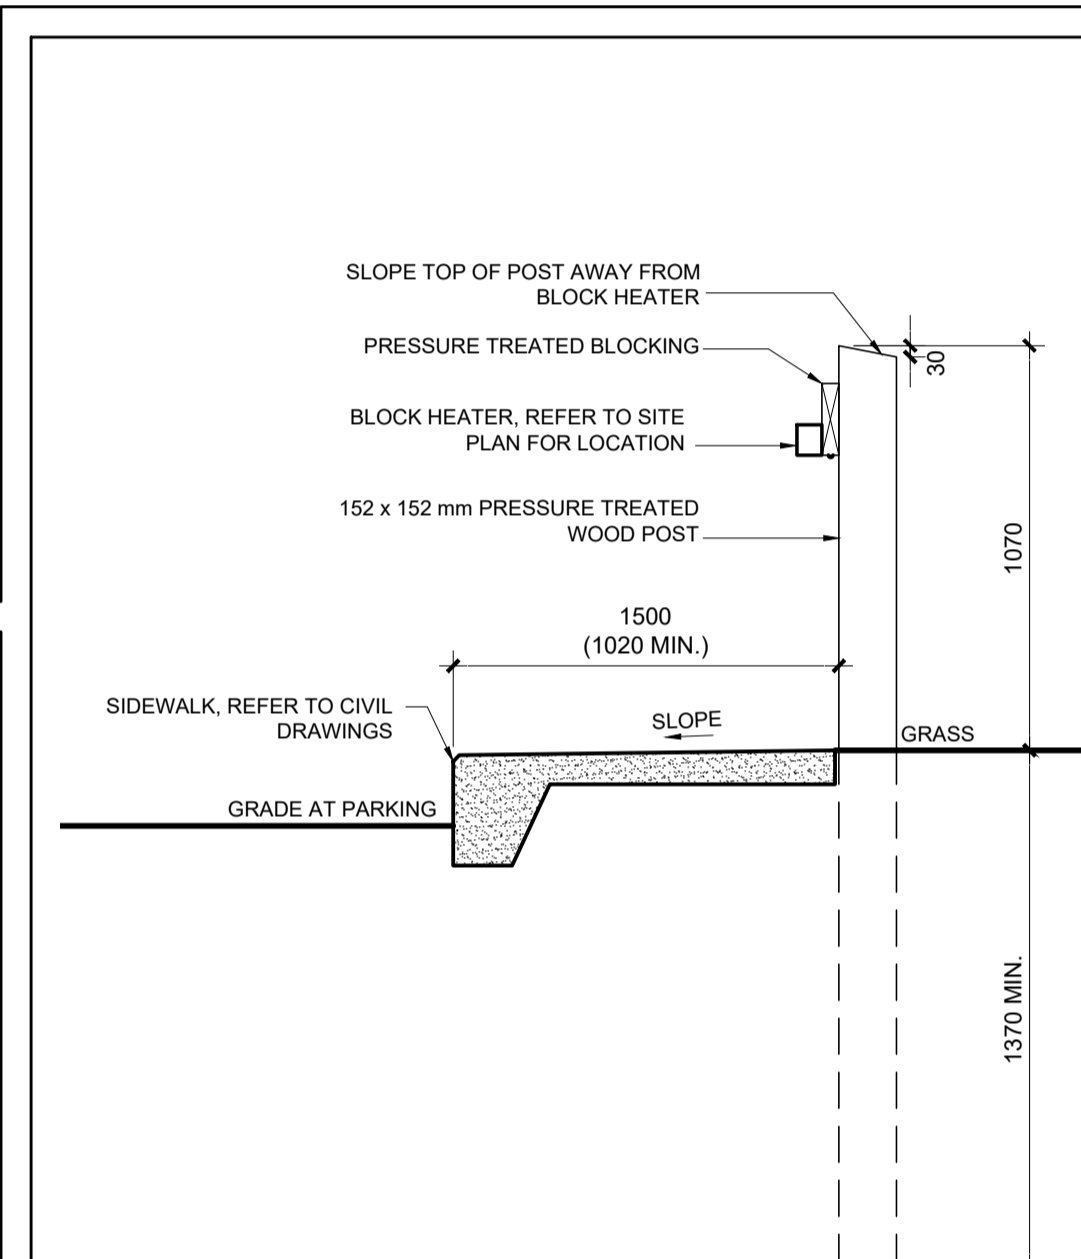 SLOPE TOP OF POST AWAY FROM
BLOCK HEATER
PRESSURE TREATED BLOCKING
30
BLOCK HEATER, REFER TO SITE
PLAN FOR LOCATION
152 x 152 mm PRESSURE TREATED
WOOD POST
1070
1500
(1020 MIN.)
SIDEWALK, REFER TO CIVIL
DRAWINGS
SLOPE
GRASS
GRADE AT PARKING
1370 MIN.